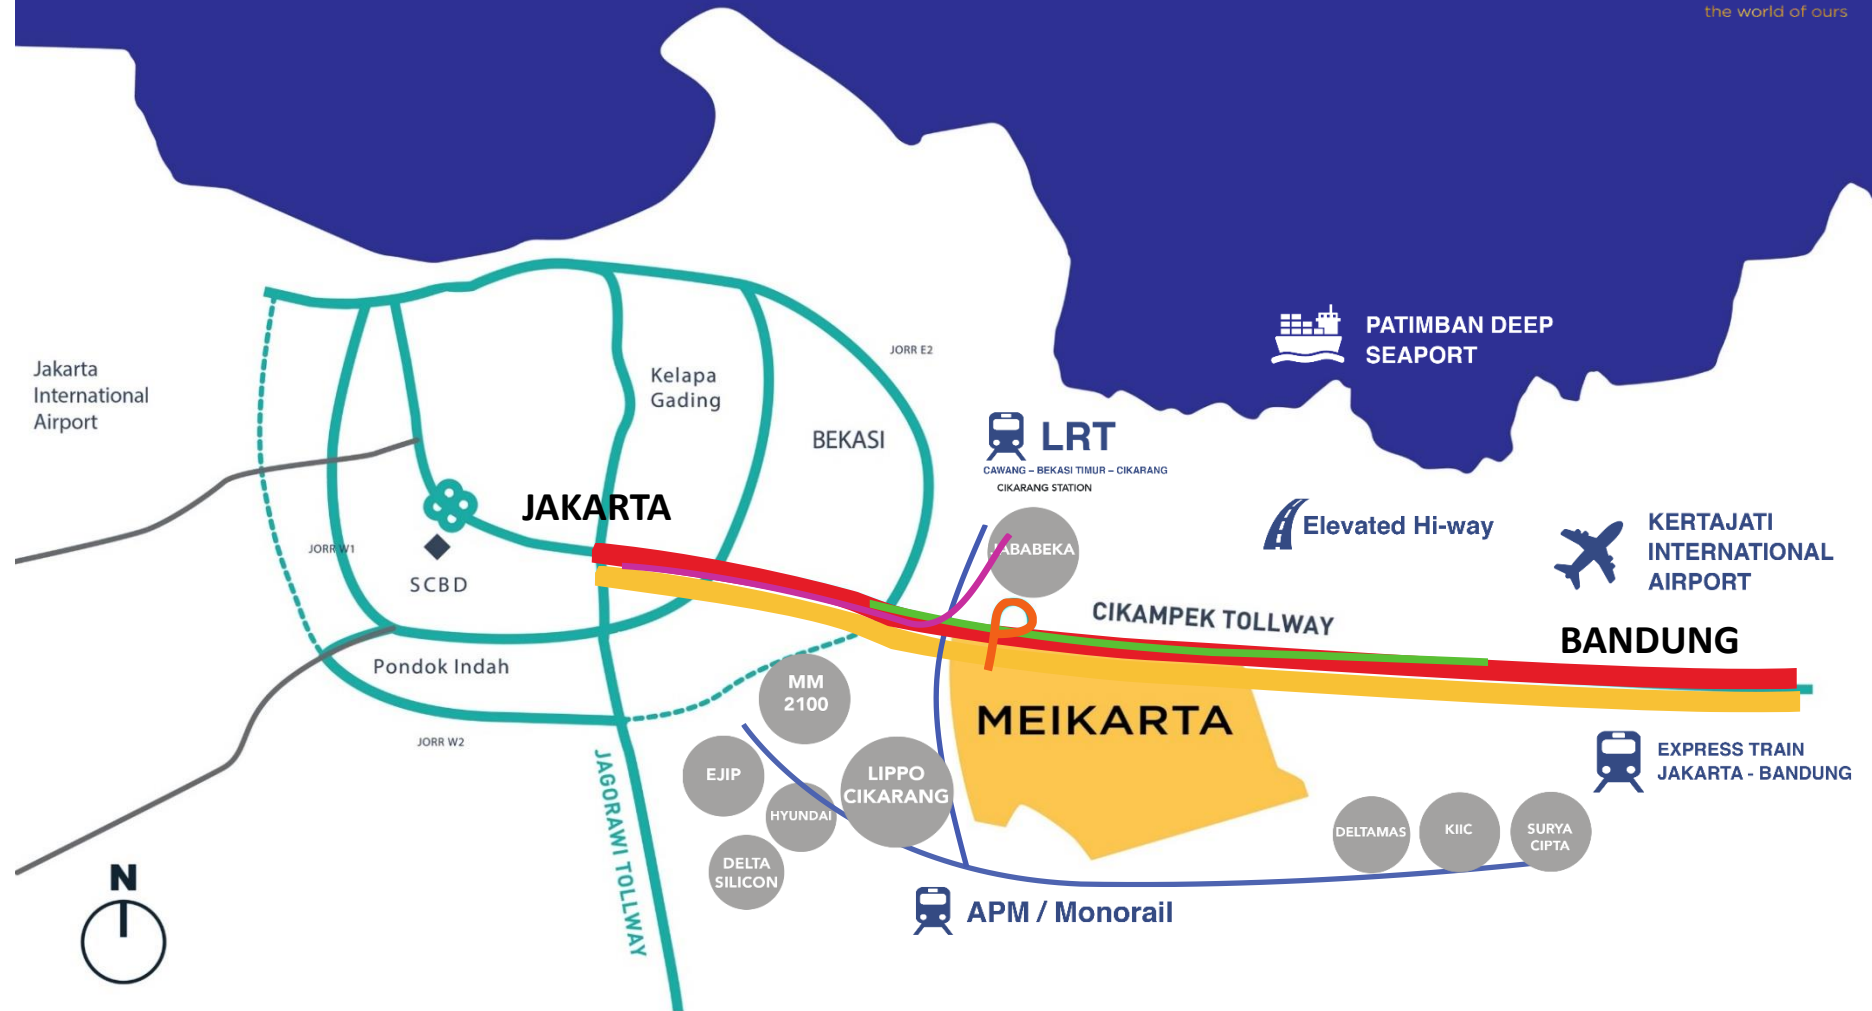 the world of ours
PATIMBAN DEEP
SEAPORT
JORR E2
Jakarta
International
Airport
Kelapa
Gading
BEKASI
LRT
CAWANG – BEKASI TIMUR – CIKARANG
CIKARANG STATION
JAKARTA
Elevated Hi-way
KERTAJATI
INTERNATIONAL
AIRPORT
JORR W1
JABABEKA
SCBD
CIKAMPEK TOLLWAY
BANDUNG
Pondok Indah
MM
2100
MEIKARTA
JORR W2
EJIP
LIPPO
CIKARANG
EXPRESS TRAIN
JAKARTA - BANDUNG
HYUNDAI
DELTAMAS
KIIC
SURYA
CIPTA
JAGORAWI TOLLWAY
DELTA
SILICON
N
APM / Monorail